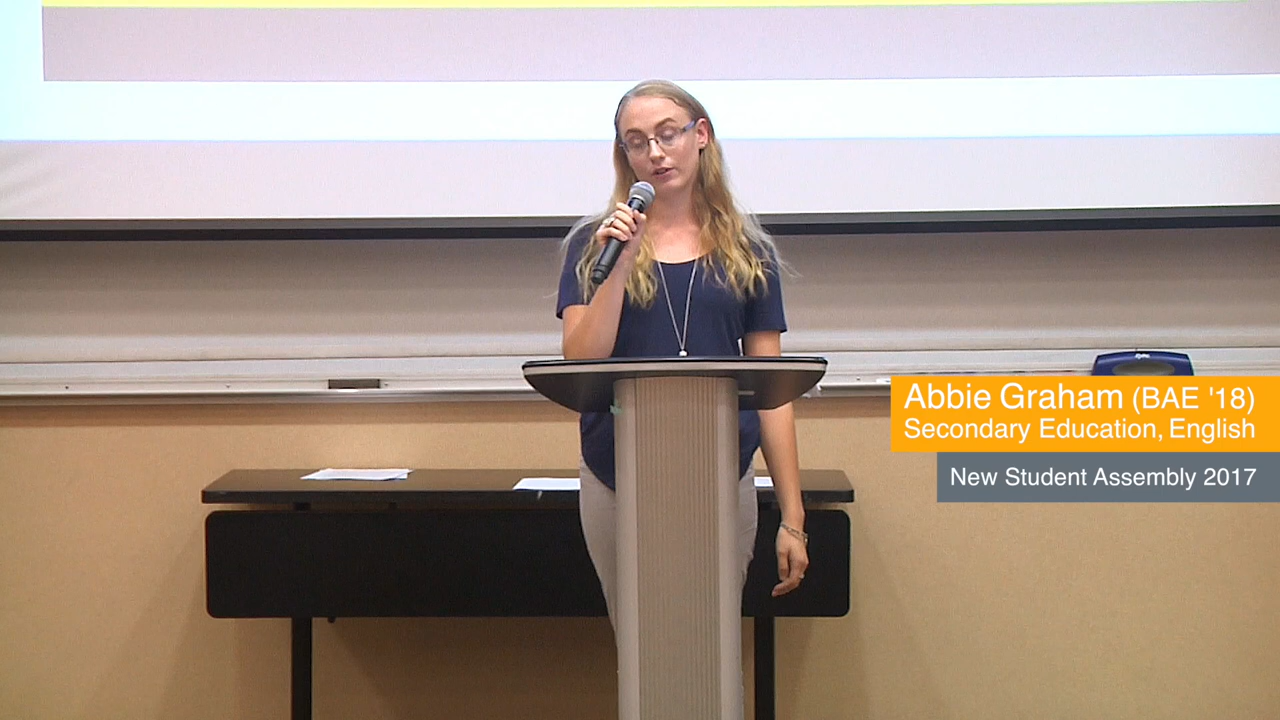 Abbie Graham (BAE '18)
Secondary Education, English
New Student Assembly 2017